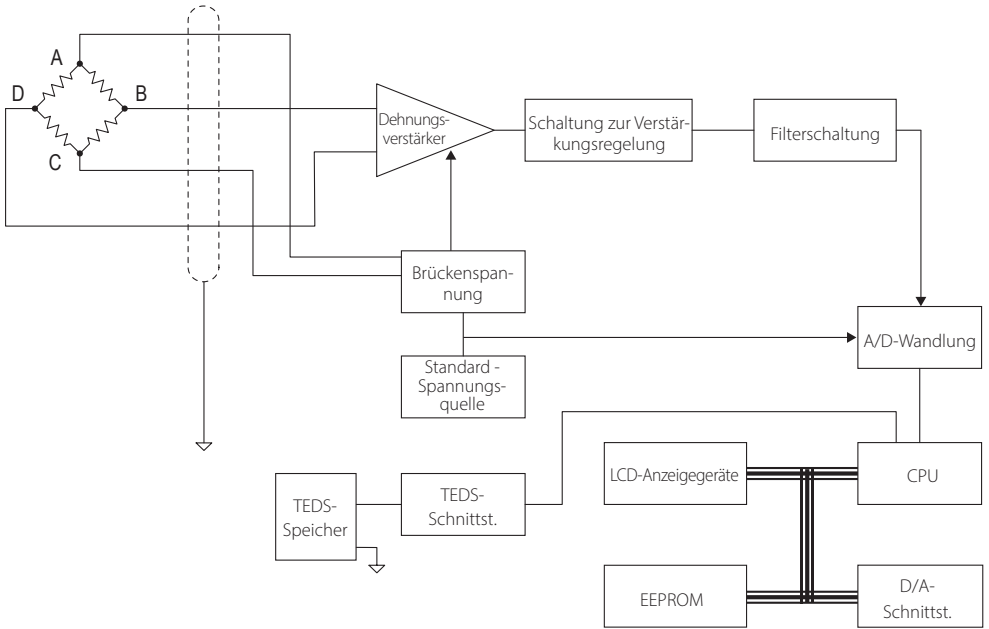 A
D
B
C
Dehnungs-
verstärker
Schaltung zur Verstär-
kungsregelung
Filterschaltung
Brückenspan-
nung
A/D-Wandlung
Standard -
Spannungs-
quelle
LCD-Anzeigegeräte
CPU
TEDS-
Speicher
TEDS-
Schnittst.
EEPROM
D/A-
Schnittst.